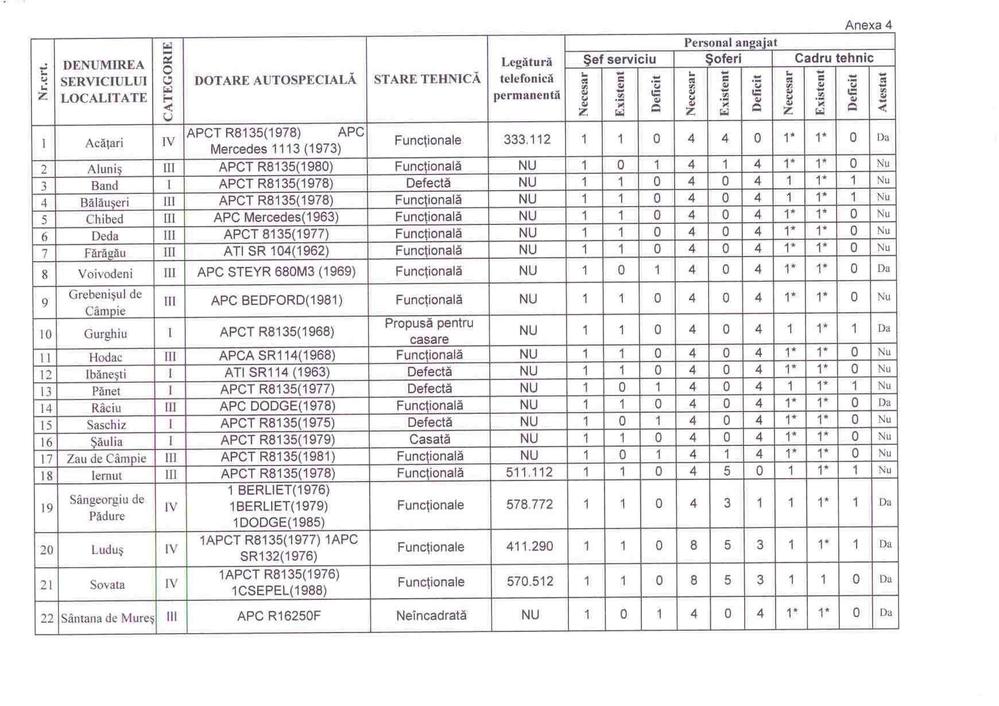 Anexa 4
Nr.crt. DENUMIREA SERVICIULUI LOCALITATE CATEGORIE DOTARE AUTOSPECIALĂ STARE TEHNICĂ Legătură telefonică permanentă Personal angajat
Şef serviciu Şoferi Cadru tehnic
Necesar Existent Deficit Necesar Existent Deficit Necesar Existent Deficit Atestat
1 Acăţari IV APCT R8135(1978) APC Mercedes 1113 (1973) Funcţionale 333.112 1 1 0 4 4 0 1* 1* 0 Da
2 Aluniş III APCT R8135(1980) Funcţională NU 1 0 1 4 1 4 1* 1* 0 Nu
3 Band I APCT R8135(1978) Defectă NU 1 1 0 4 0 4 1 1* 1 Nu
4 Bălăuşeri III APCT R8135(1978) Funcţională NU 1 1 0 4 0 4 1 1* 1 Nu
5 Chibed III APC Mercedes(1963) Funcţională NU 1 1 0 4 0 4 1* 1* 0 Nu
6 Deda III APCT 8135(1977) Funcţională NU 1 1 0 4 0 4 1* 1* 0 Nu
7 Fărăgău III ATI SR 104(1962) Funcţională NU 1 1 0 4 0 4 1* 1* 0 Nu
8 Voivodeni III APC STEYR 680M3 (1969) Funcţională NU 1 0 1 4 0 4 1* 1* 0 Da
9 Grebenişul de Câmpie III APC BEDFORD(1981) Funcţională NU 1 1 0 4 0 4 1* 1* 0 Nu
10 Gurghiu I APCT R8135(1968) Propusă pentru casare NU 1 1 0 4 0 4 1 1* 1 Da
11 Hodac III APCA SR114(1968) Funcţională NU 1 1 0 4 0 4 1* 1* 0 Nu
12 Ibăneşti I ATI SR114 (1963) Defectă NU 1 1 0 4 0 4 1* 1* 0 Nu
13 Pănet I APCT R8135(1977) Defectă NU 1 0 1 4 0 4 1 1* 1 Nu
14 Râciu III APC DODGE(1978) Funcţională NU 1 1 0 4 0 4 1* 1* 0 Da
15 Saschiz I APCT R8135(1975) Defectă NU 1 0 1 4 0 4 1* 1* 0 Nu
16 Şăulia I APCT R8135(1979) Casată NU 1 1 0 4 0 4 1* 1* 0 Nu
17 Zau de Câmpie III APCT R8135(1981) Funcţională NU 1 0 1 4 1 4 1* 1* 0 Nu
18 Iernut III APCT R8135(1978) Funcţională 511.112 1 1 0 4 5 0 1 1* 1 Nu
19 Sângeorgiu de Pădure IV 1 BERLIET(1976) 1BERLIET(1979) 1DODGE(1985) Funcţionale 578.772 1 1 0 4 3 1 1 1* 1 Da
20 Luduş IV 1APCT R8135(1977) 1APC SR132(1976) Funcţionale 411.290 1 1 0 8 5 3 1 1* 1 Da
21 Sovata IV 1APCT R8135(1976) 1CSEPEL(1988) Funcţionale 570.512 1 1 0 8 5 3 1 1 0 Da
22 Sântana de Mureş III APC R16250F Neîncadrată NU 1 0 1 4 0 4 1* 1* 0 Da